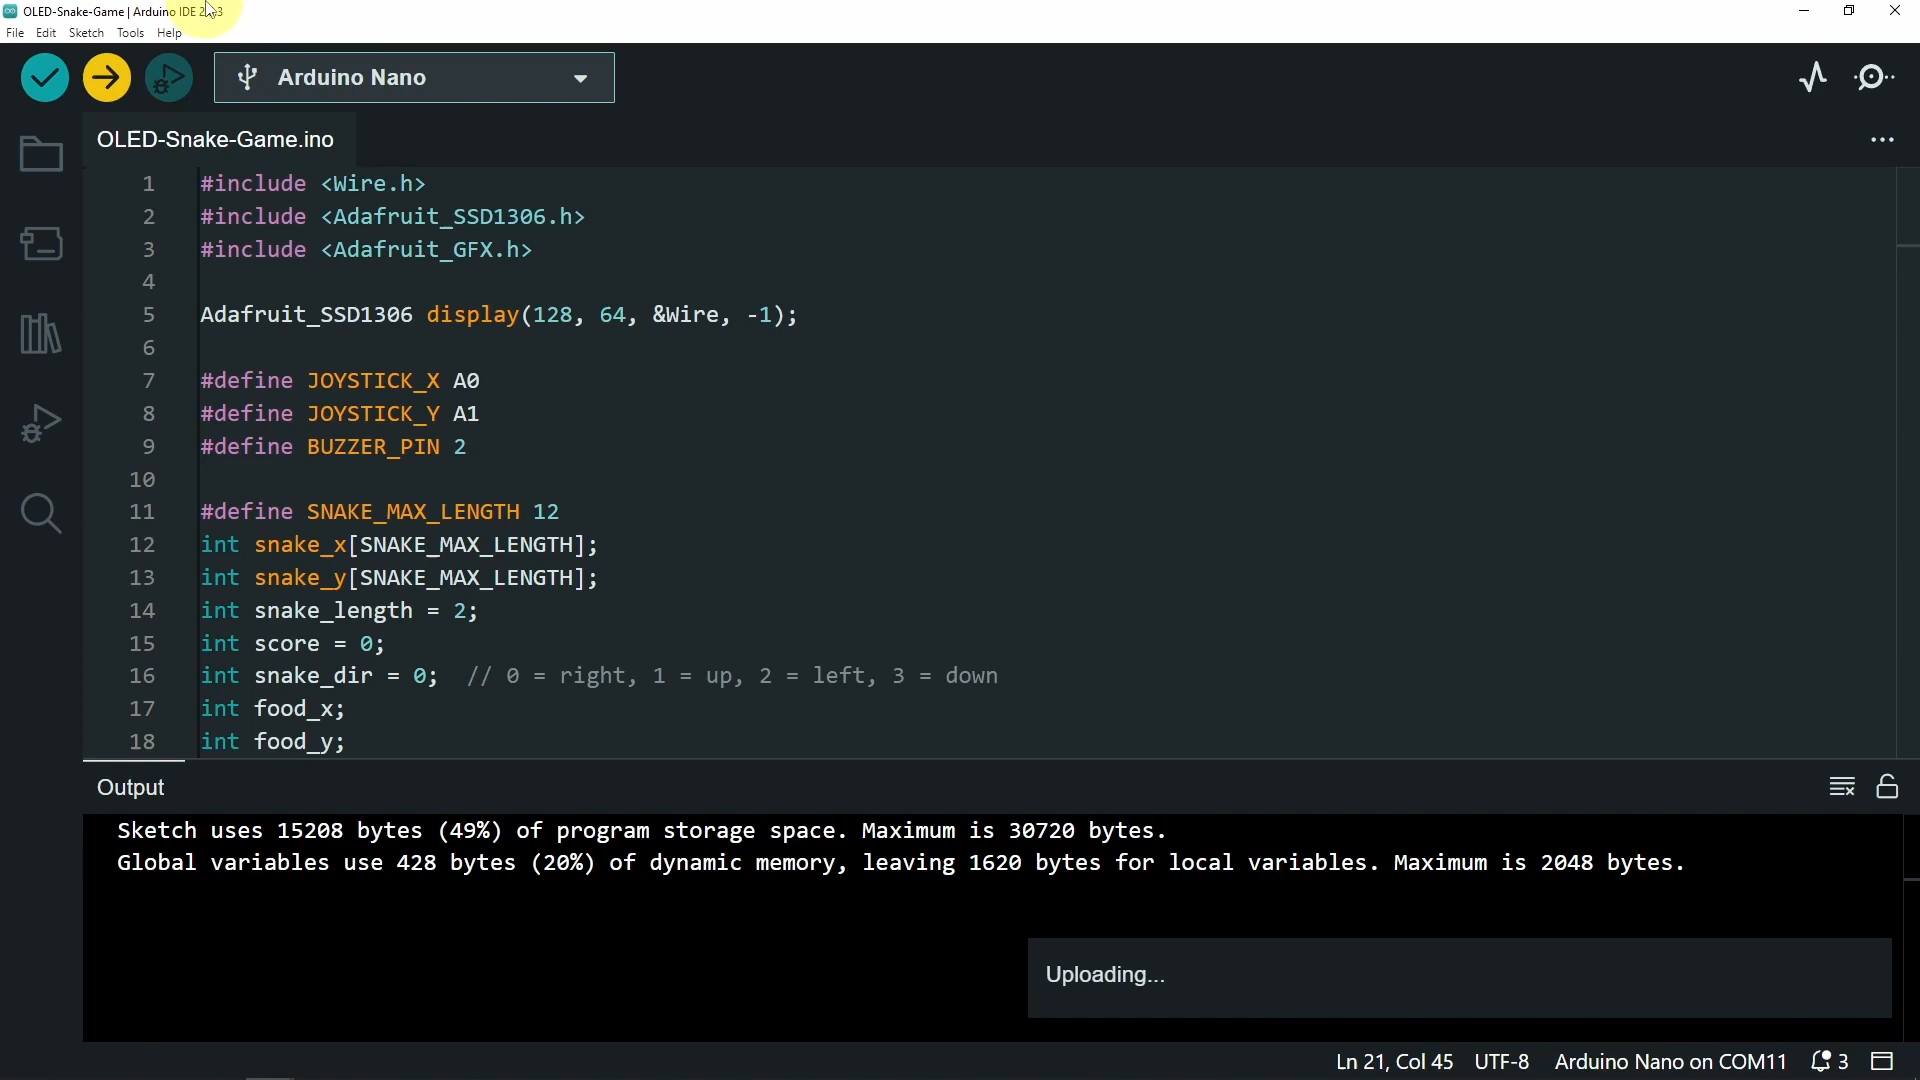 OLED-Snake-Game | Arduino IDE
File Edit Sketch Tools Help
Arduino Nano
OLED-Snake-Game.ino
1 #include <Wire.h>
2 #include <Adafruit_SSD1306.h>
3 #include <Adafruit_GFX.h>
4
5 Adafruit_SSD1306 display(128, 64, &Wire, -1);
6
7 #define JOYSTICK_X A0
8 #define JOYSTICK_Y A1
9 #define BUZZER_PIN 2
10
11 #define SNAKE_MAX_LENGTH 12
12 int snake_x[SNAKE_MAX_LENGTH];
13 int snake_y[SNAKE_MAX_LENGTH];
14 int snake_length = 2;
15 int score = 0;
16 int snake_dir = 0; // 0 = right, 1 = up, 2 = left, 3 = down
17 int food_x;
18 int food_y;
Output
Sketch uses 15208 bytes (49%) of program storage space. Maximum is 30720 bytes.
Global variables use 428 bytes (20%) of dynamic memory, leaving 1620 bytes for local variables. Maximum is 2048 bytes.
Uploading...
Ln 21, Col 45 UTF-8 Arduino Nano on COM11 3